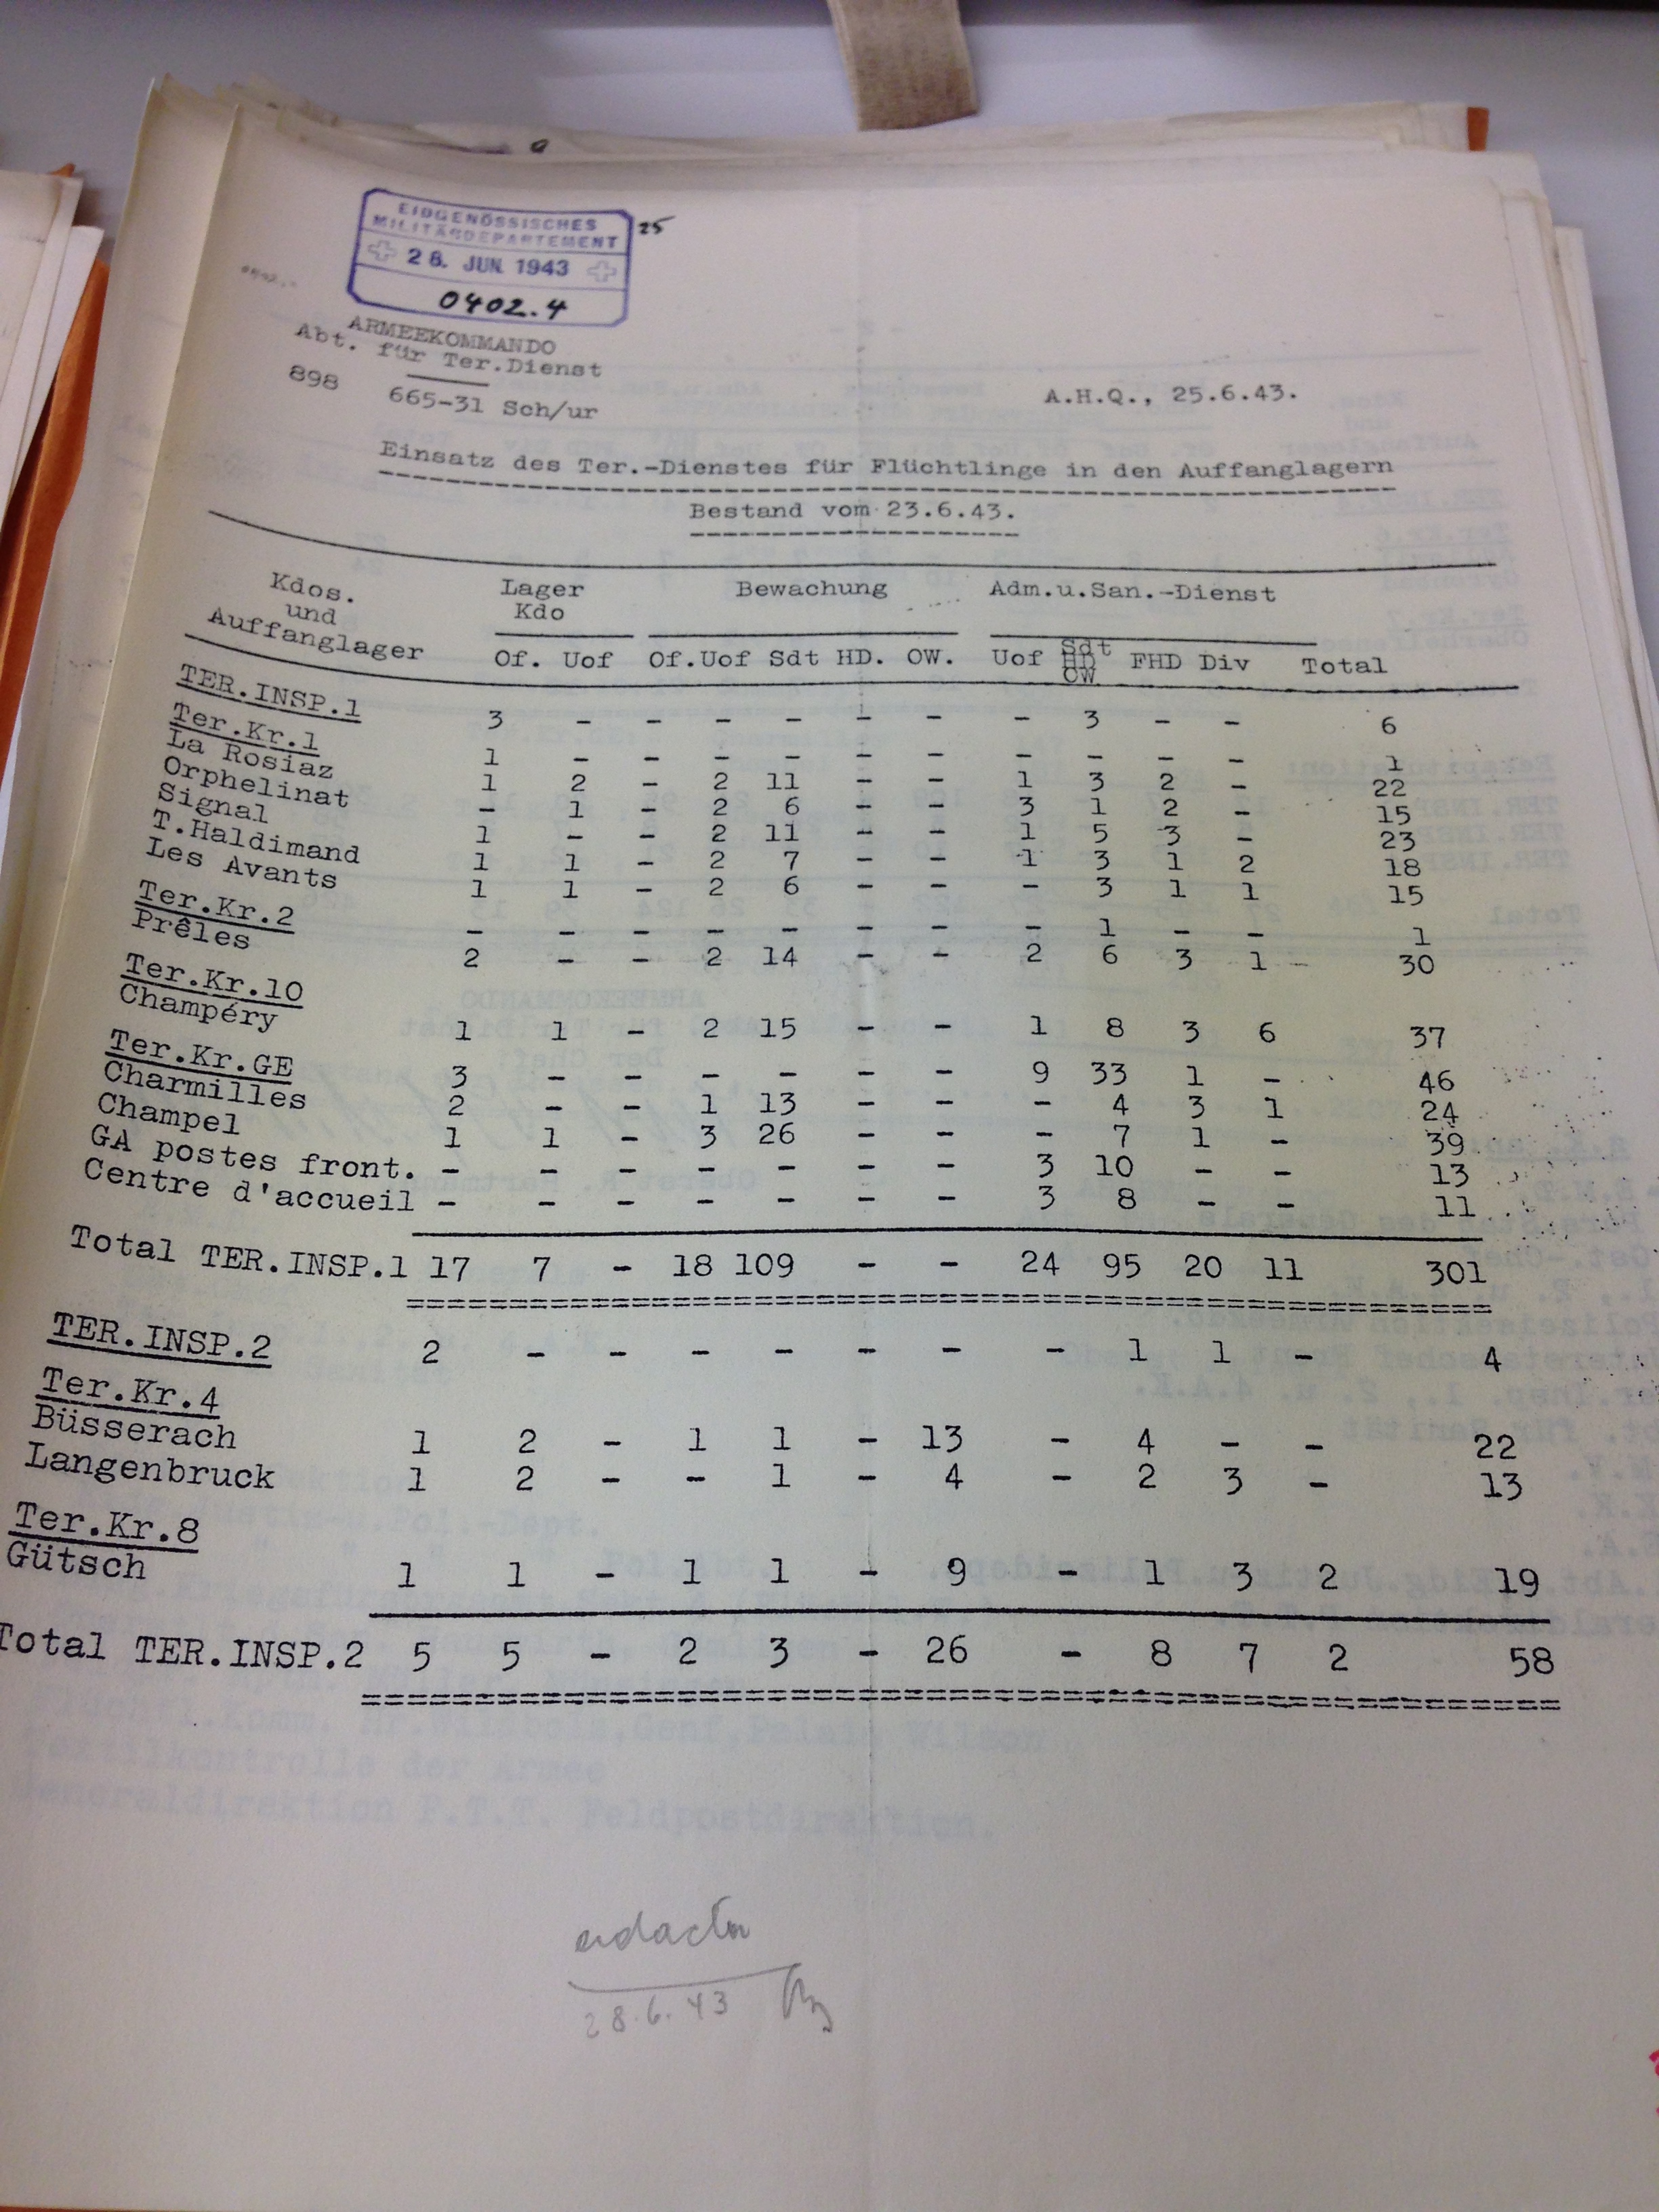 EIDGENÖSSISCHES
MILITÄRDEPARTEMENT
28. JUN. 1943
0402.4
25
ARMEEKOMMANDO
Abt. für Ter.Dienst
898 665-31 Sch/ur
A.H.Q., 25.6.43.
Einsatz des Ter.-Dienstes für Flüchtlinge in den Auffanglagern
Bestand vom 23.6.43.
Kdos. und Auffanglager
Lager Kdo
Bewachung
Adm.u.San.-Dienst
Of. Uof Of.Uof Sdt HD. OW. Uof Sdt HD OW FHD Div Total
TER.INSP.1 3 - - - - - - - 3 - - 6
Ter.Kr.1 1 - - - - - - - - - - 1
La Rosiaz 1 2 - 2 11 - - 1 3 2 - 22
Orphelinat - 1 - 2 6 - - 3 1 2 - 15
Signal 1 - - 2 11 - - 1 5 3 - 23
T.Haldimand 1 1 - 2 7 - - 1 3 1 2 18
Les Avants 1 1 - 2 6 - - - 3 1 1 15
Ter.Kr.2 - - - - - - - - 1 - - 1
Prêles 2 - - 2 14 - - 2 6 3 1 30
Ter.Kr.10
Champéry 1 1 - 2 15 - - 1 8 3 6 37
Ter.Kr.GE 3 - - - - - - 9 33 1 - 46
Charmilles 2 - - 1 13 - - - 4 3 1 24
Champel 1 1 - 3 26 - - - 7 1 - 39
GA postes front. - - - - - - - 3 10 - - 13
Centre d'accueil - - - - - - - 3 8 - - 11
Total TER.INSP.1 17 7 - 18 109 - - 24 95 20 11 301
TER.INSP.2 2 - - - - - - - 1 1 - 4
Ter.Kr.4
Büsserach 1 2 - 1 1 - 13 - 4 - - 22
Langenbruck 1 2 - - 1 - 4 - 2 3 - 13
Ter.Kr.8
Gütsch 1 1 - 1 1 - 9 - 1 3 2 19
Total TER.INSP.2 5 5 - 2 3 - 26 - 8 7 2 58
28.6.43